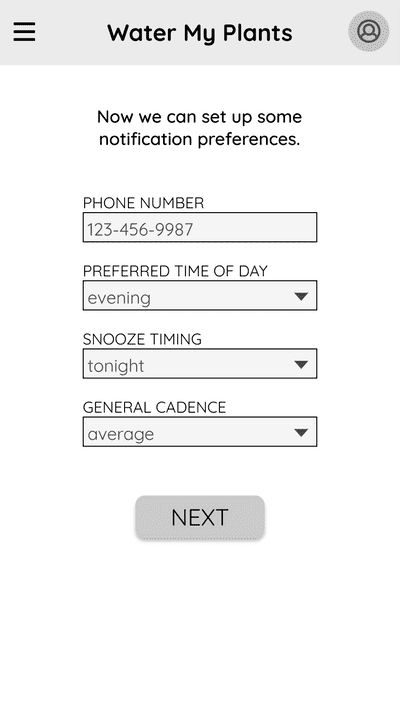 Water My Plants
Now we can set up some
notification preferences.
PHONE NUMBER
123-456-9987
PREFERRED TIME OF DAY
evening
SNOOZE TIMING
tonight
GENERAL CADENCE
average
NEXT